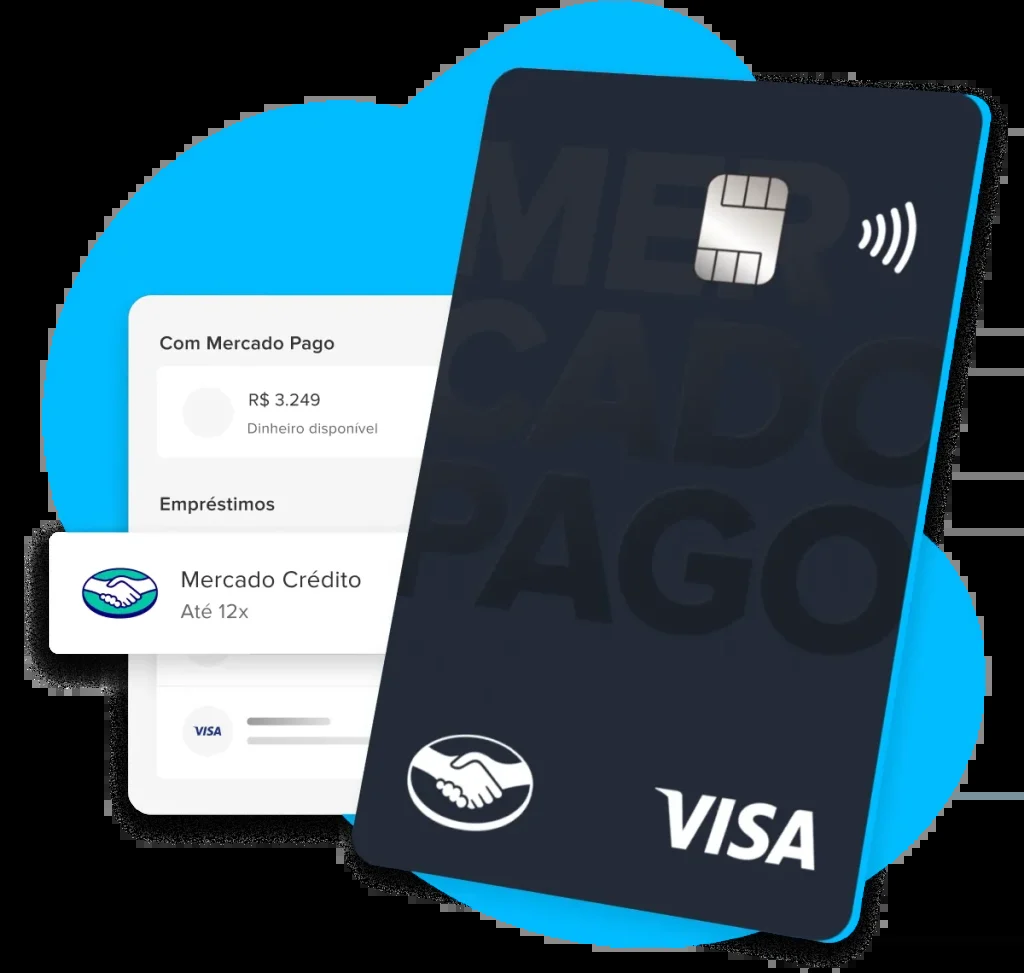 Com Mercado Pago
R$ 3.249
Dinheiro disponível
Empréstimos
Mercado Crédito
Até 12x
VISA
MER
CADO
PAGO
VISA